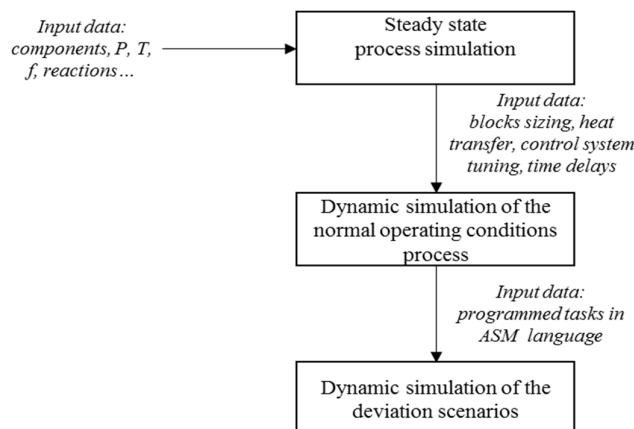 Input data:
components, P, T,
f, reactions...
Steady state
process simulation
Input data:
blocks sizing, heat
transfer, control system
tuning, time delays
Dynamic simulation of the
normal operating conditions
process
Input data:
programmed tasks in
ASM language
Dynamic simulation of the
deviation scenarios